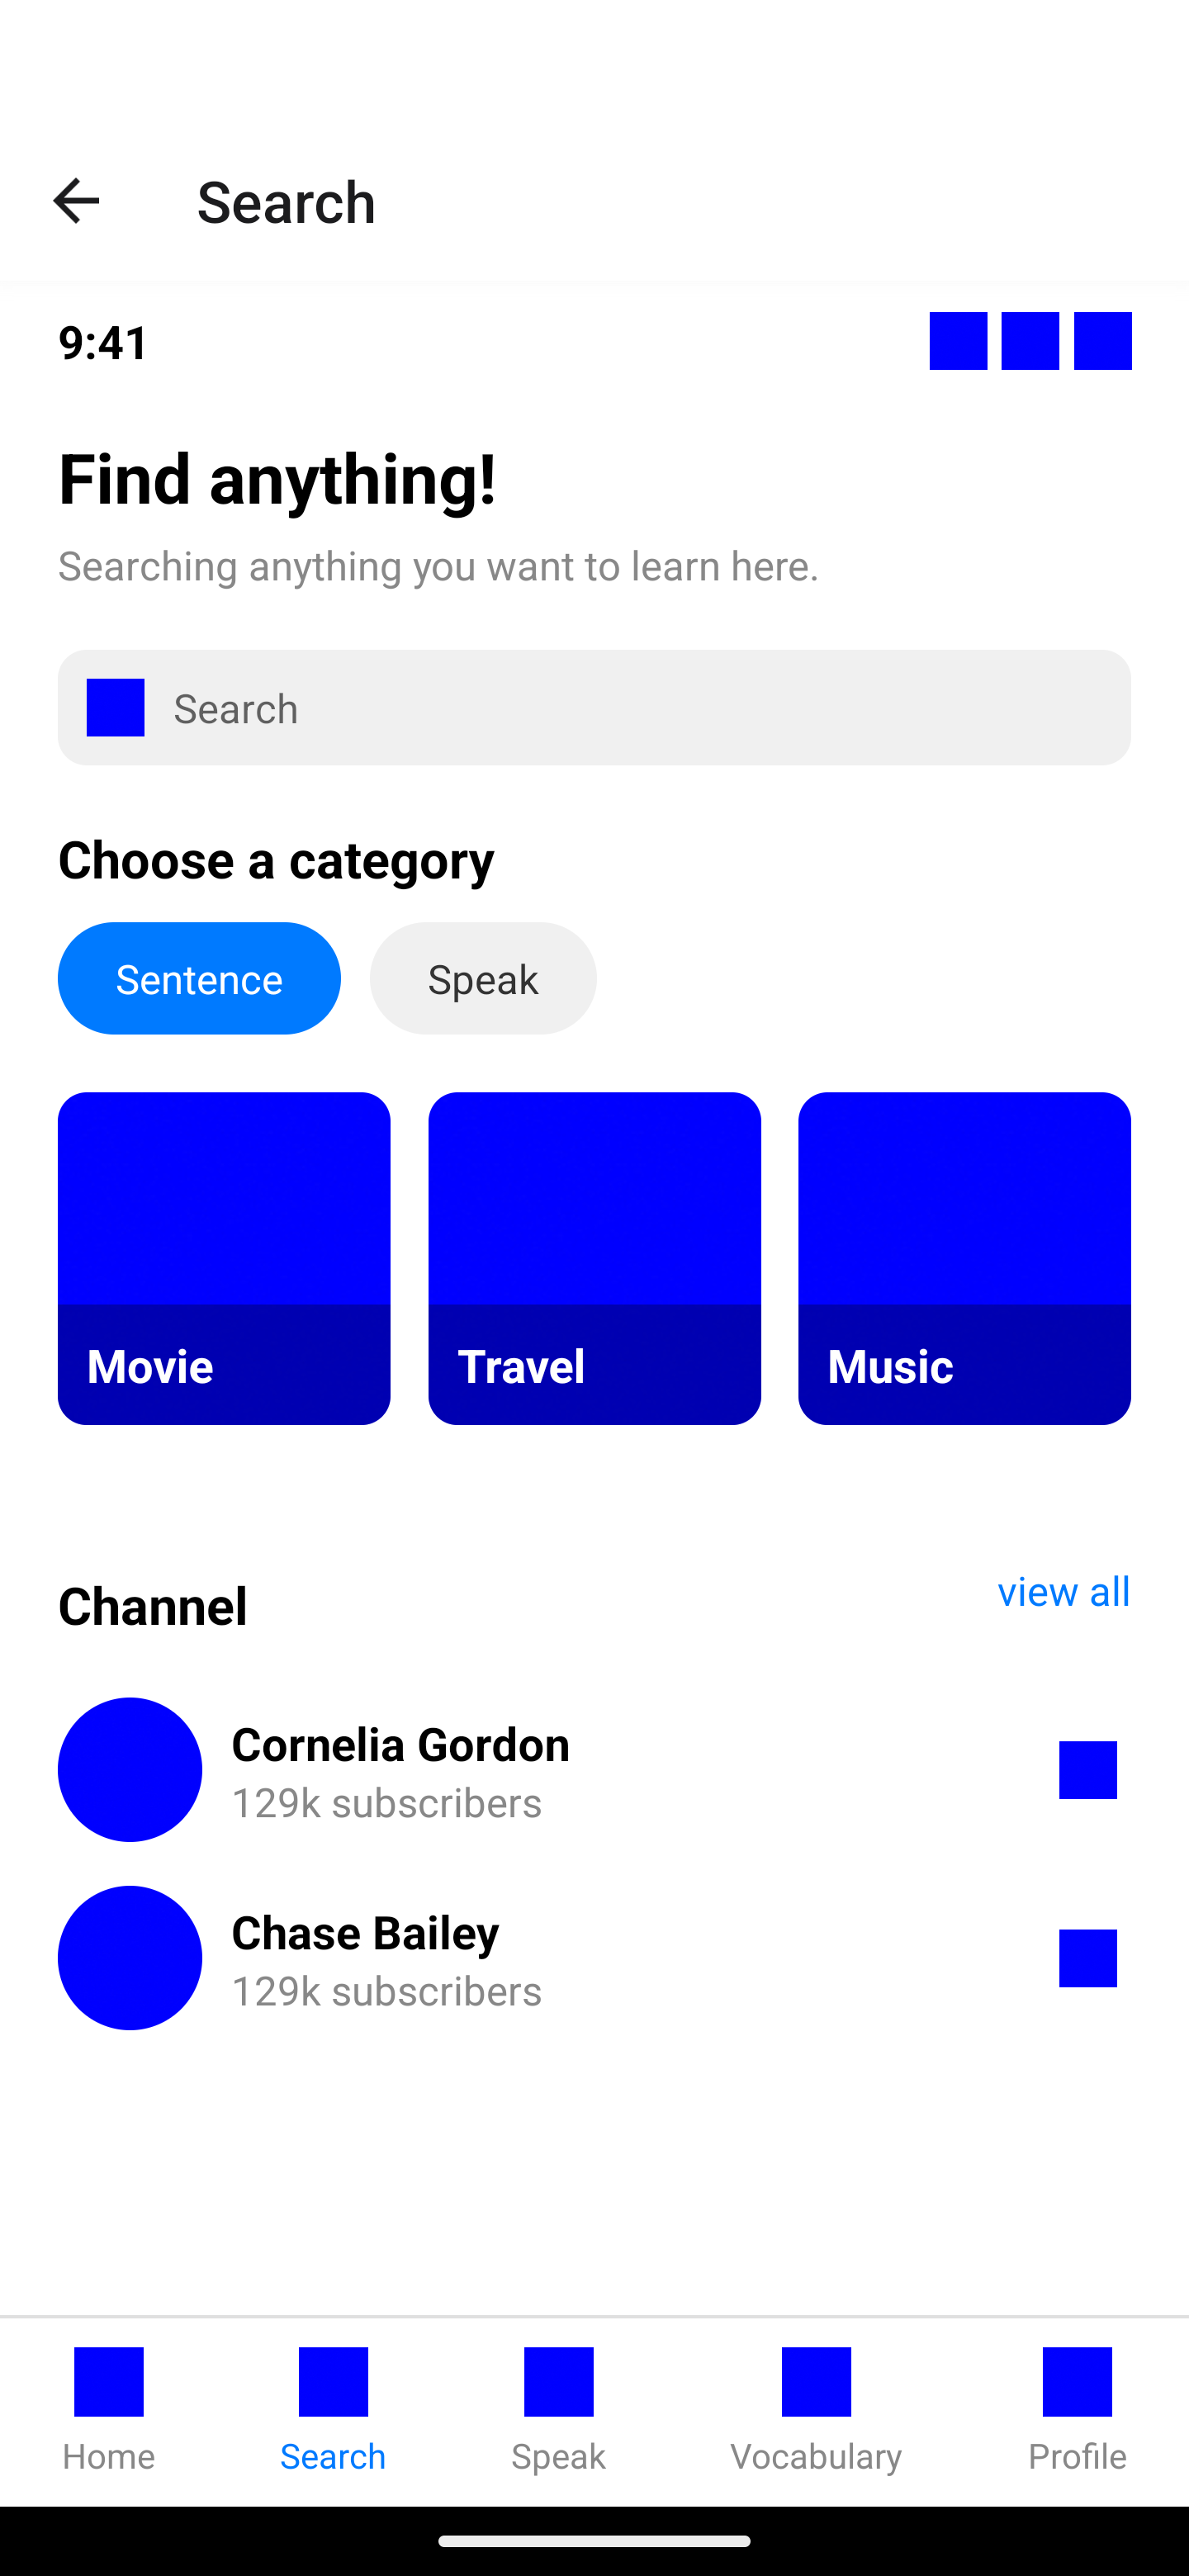 Search
9:41
Find anything!
Searching anything you want to learn here.
Search
Choose a category
Sentence
Speak
Movie
Travel
Music
Channel
view all
Cornelia Gordon
129k subscribers
Chase Bailey
129k subscribers
Home
Search
Speak
Vocabulary
Profile